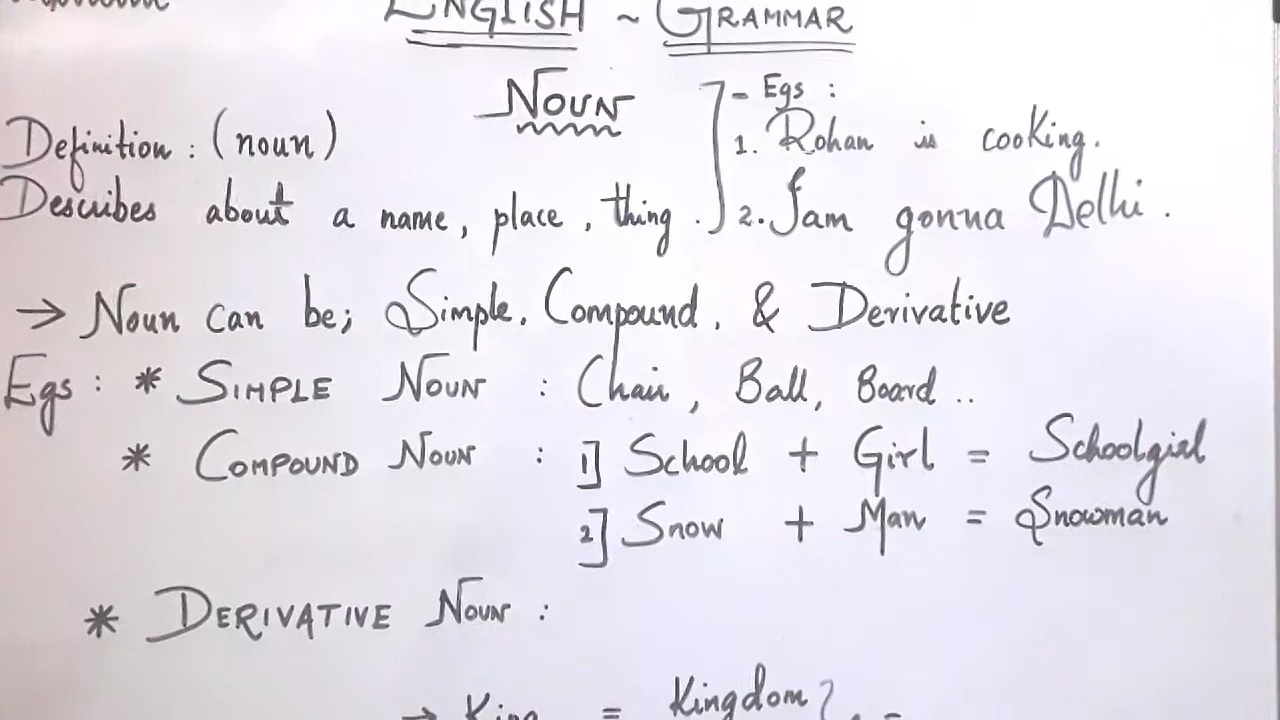 ENGLISH ~ GRAMMAR
NOUN
Definition : (noun)
Describes about a name, place, thing.
- Egs :
1. Rohan is cooking.
2. I am gonna Delhi.
→ Noun can be; Simple, Compound, & Derivative
Egs : * SIMPLE NOUN : Chair, Ball, Board ..
* COMPOUND NOUN : 1] School + Girl = Schoolgirl
2] Snow + Man = Snowman
* DERIVATIVE NOUN :
→ King = Kingdom